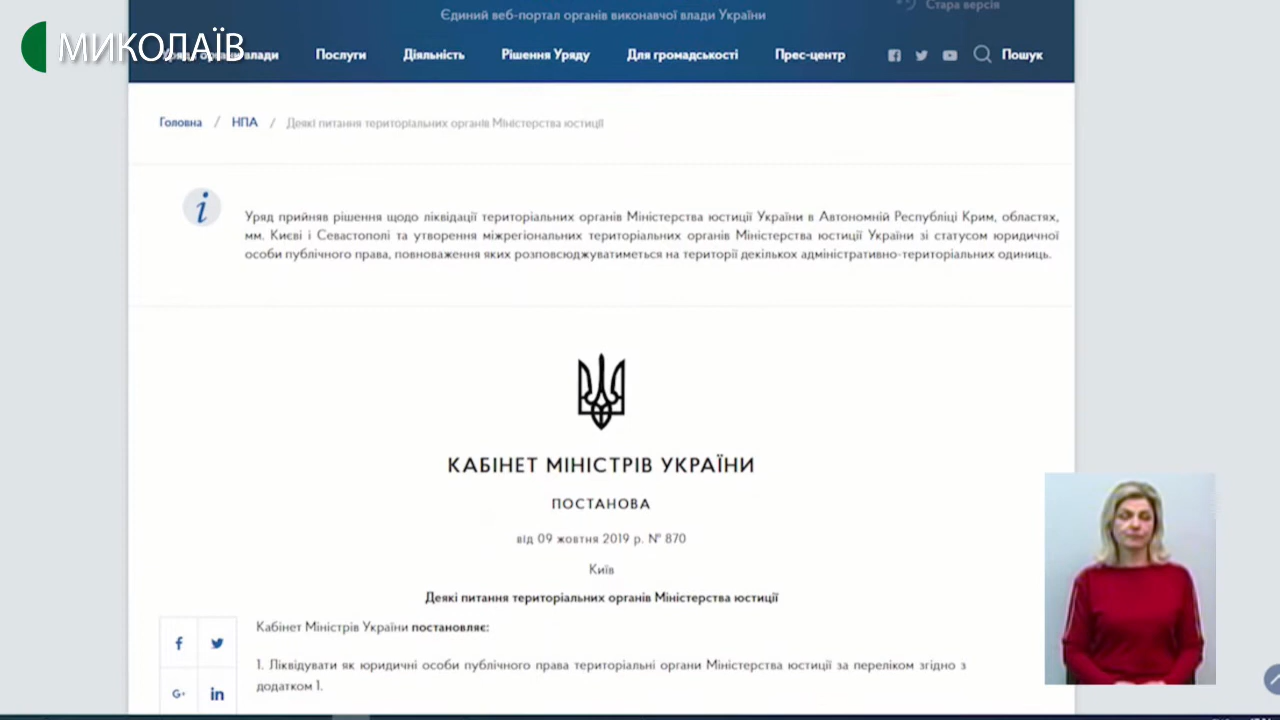 Єдиний веб-портал органів виконавчої влади України
Стара версія
МИКОЛАЇВ
влади Послуги Діяльність Рішення Уряду Для громадськості Прес-центр Пошук
Головна / НПА / Деякі питання територіальних органів Міністерства юстиції
Уряд прийняв рішення щодо ліквідації територіальних органів Міністерства юстиції України в Автономній Республіці Крим, областях,
мм. Києві і Севастополі та утворення міжрегіональних територіальних органів Міністерства юстиції України зі статусом юридичної
особи публічного права, повноваження яких розповсюджуватиметься на території декількох адміністративно-територіальних одиниць.
КАБІНЕТ МІНІСТРІВ УКРАЇНИ
ПОСТАНОВА
від 09 жовтня 2019 р. № 870
Київ
Деякі питання територіальних органів Міністерства юстиції
Кабінет Міністрів України постановляє:
1. Ліквідувати як юридичні особи публічного права територіальні органи Міністерства юстиції за переліком згідно з
додатком 1.